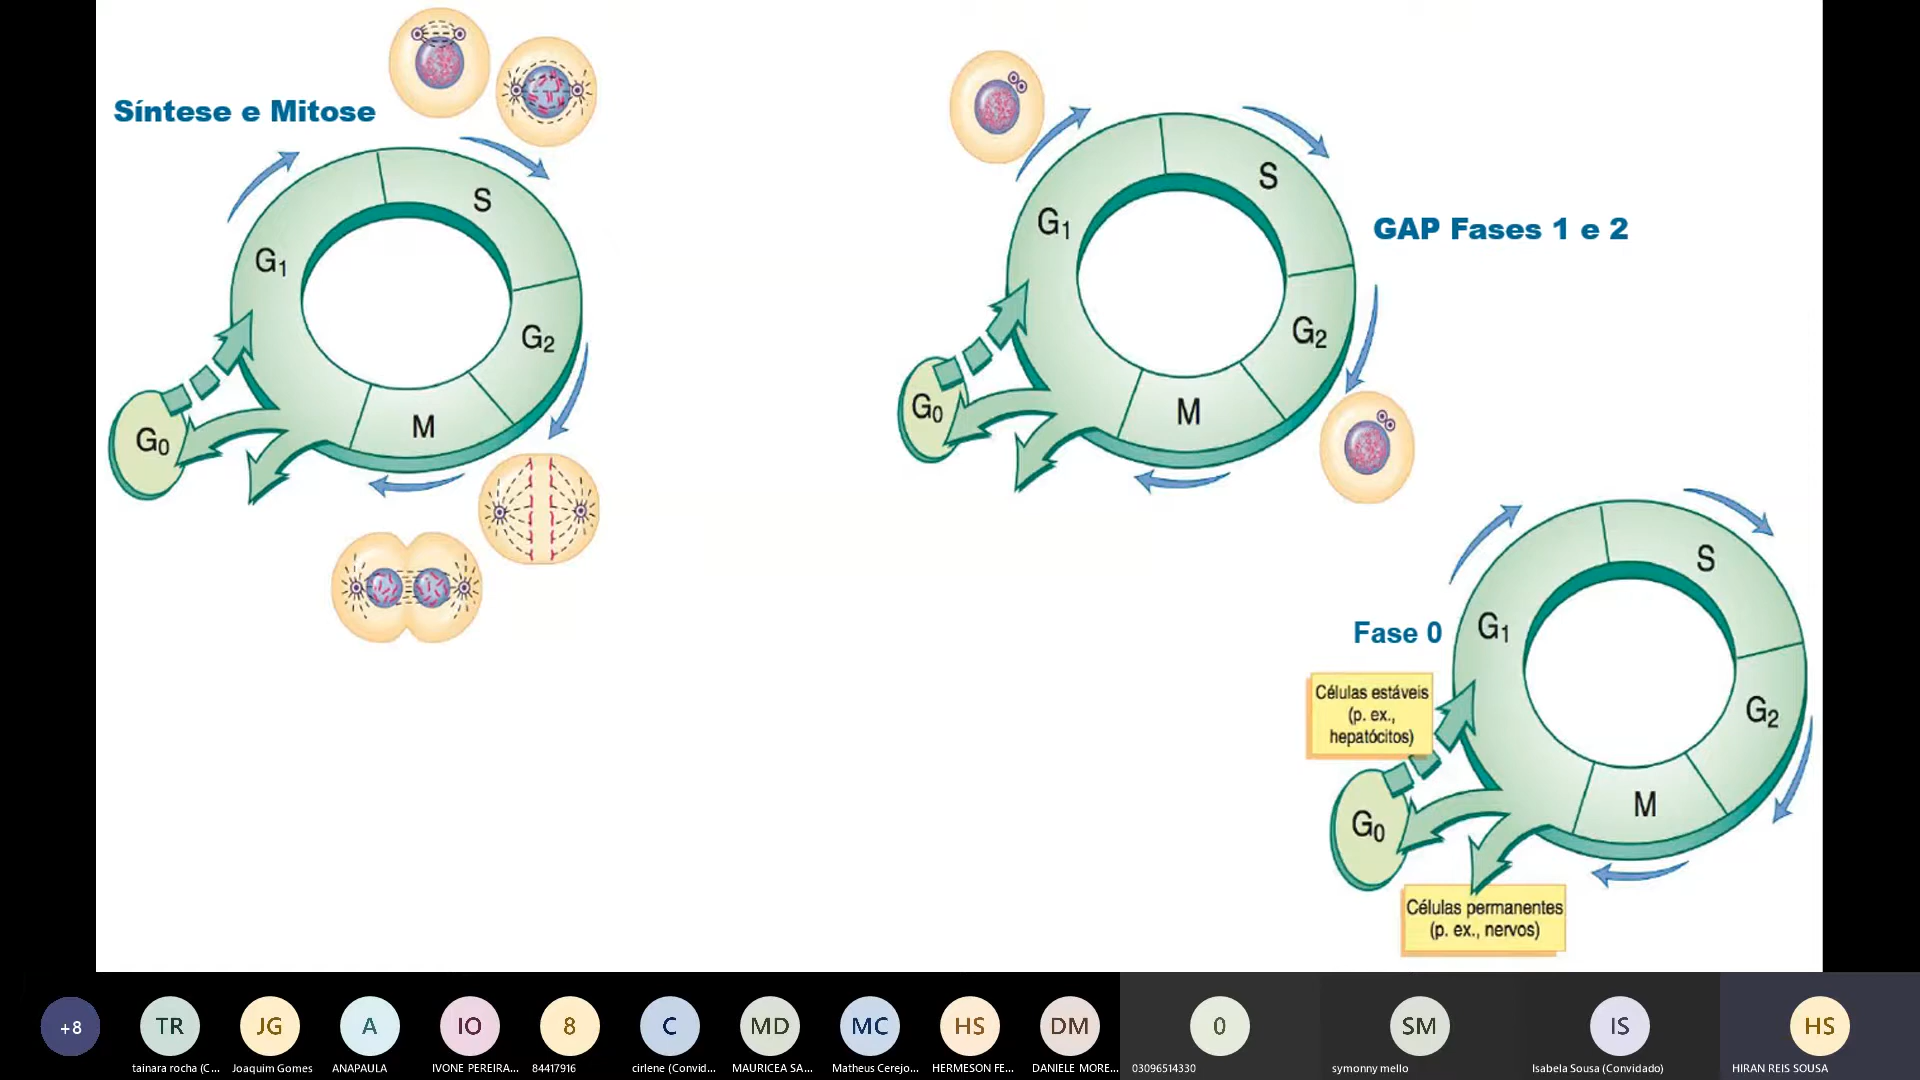 Síntese e Mitose
S
G1
G2
G0
M
S
G1
GAP Fases 1 e 2
G2
G0
M
S
Fase 0
G1
Células estáveis
(p. ex.,
hepatócitos)
G2
G0
M
Células permanentes
(p. ex., nervos)
+8
TR
JG
A
IO
8
C
MD
MC
HS
DM
0
SM
IS
HS
tainara rocha (C...
Joaquim Gomes
ANAPAULA
IVONE PEREIRA...
84417916
cirlene (Convid...
MAURICEA SA...
Matheus Cerejo...
HERMESON FE...
DANIELE MORE...
03096514330
symonny mello
Isabela Sousa (Convidado)
HIRAN REIS SOUSA